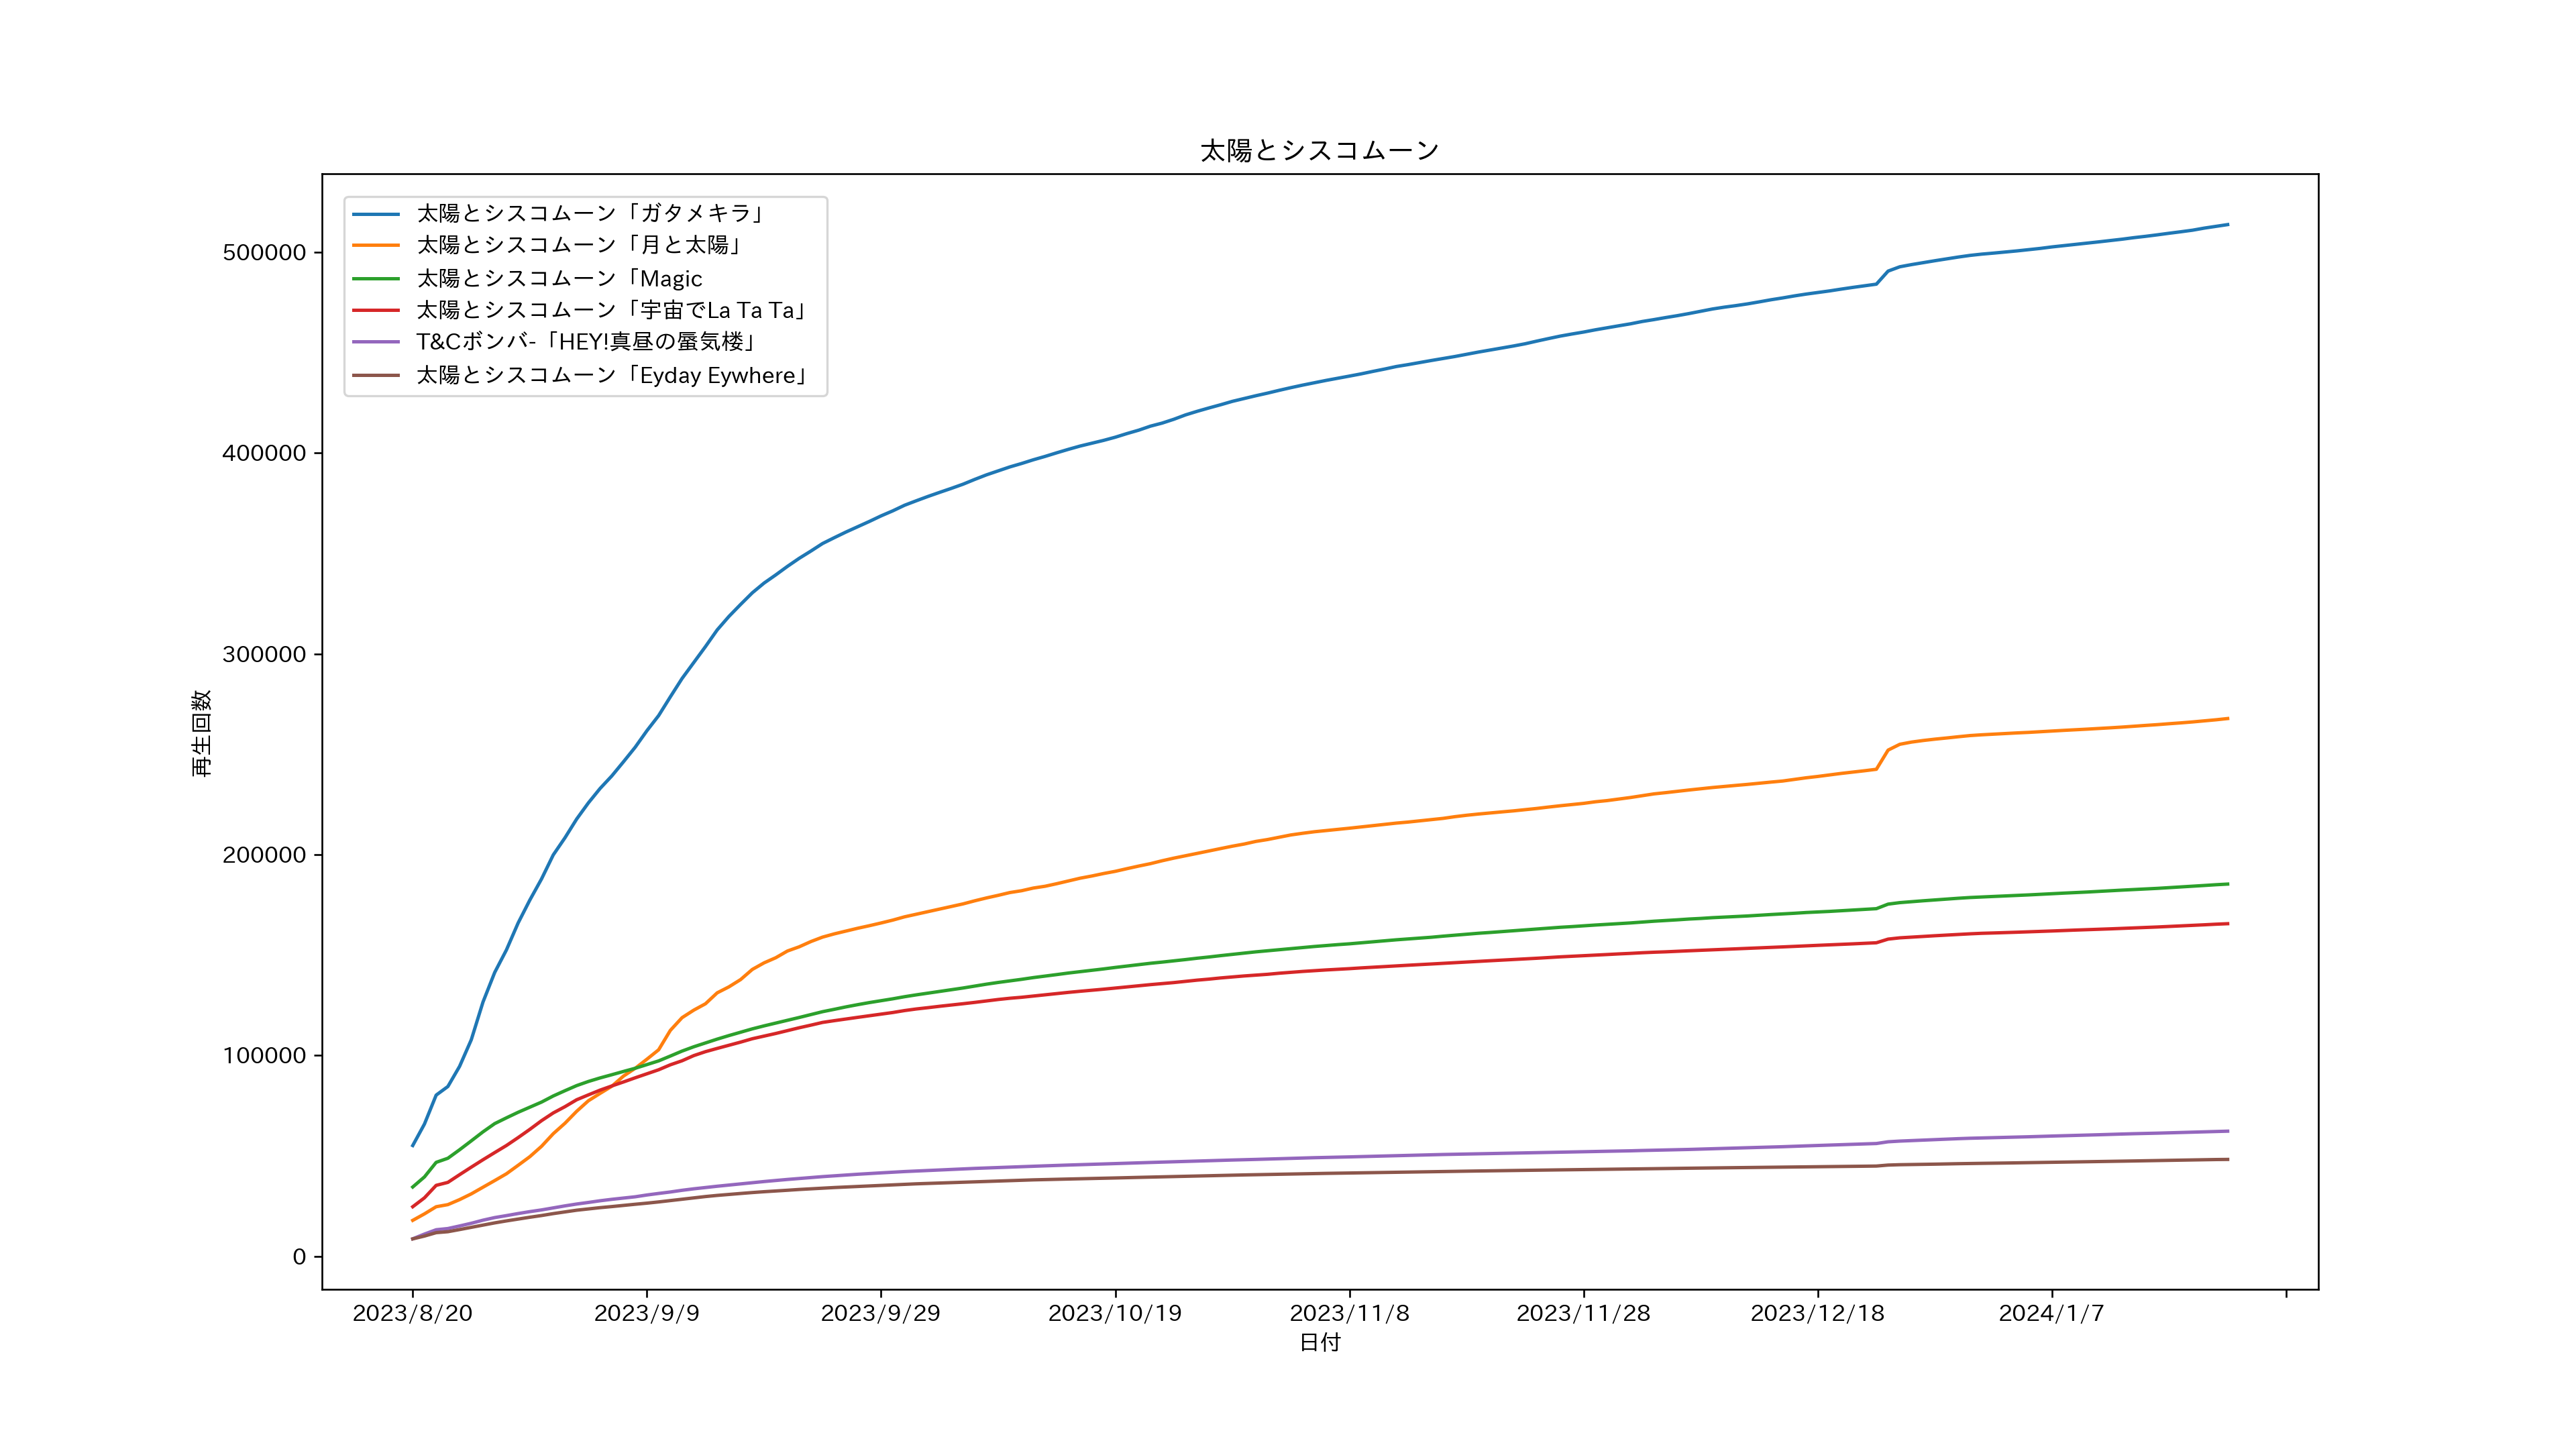 太陽とシスコムーン
太陽とシスコムーン「ガタメキラ」
太陽とシスコムーン「月と太陽」
太陽とシスコムーン「Magic
太陽とシスコムーン「宇宙でLa Ta Ta」
T&Cボンバ-「HEY!真昼の蜃気楼」
太陽とシスコムーン「Eyday Eywhere」
500000
400000
300000
200000
100000
0
再生回数
2023/8/20 2023/9/9 2023/9/29 2023/10/19 2023/11/8 2023/11/28 2023/12/18 2024/1/7
日付